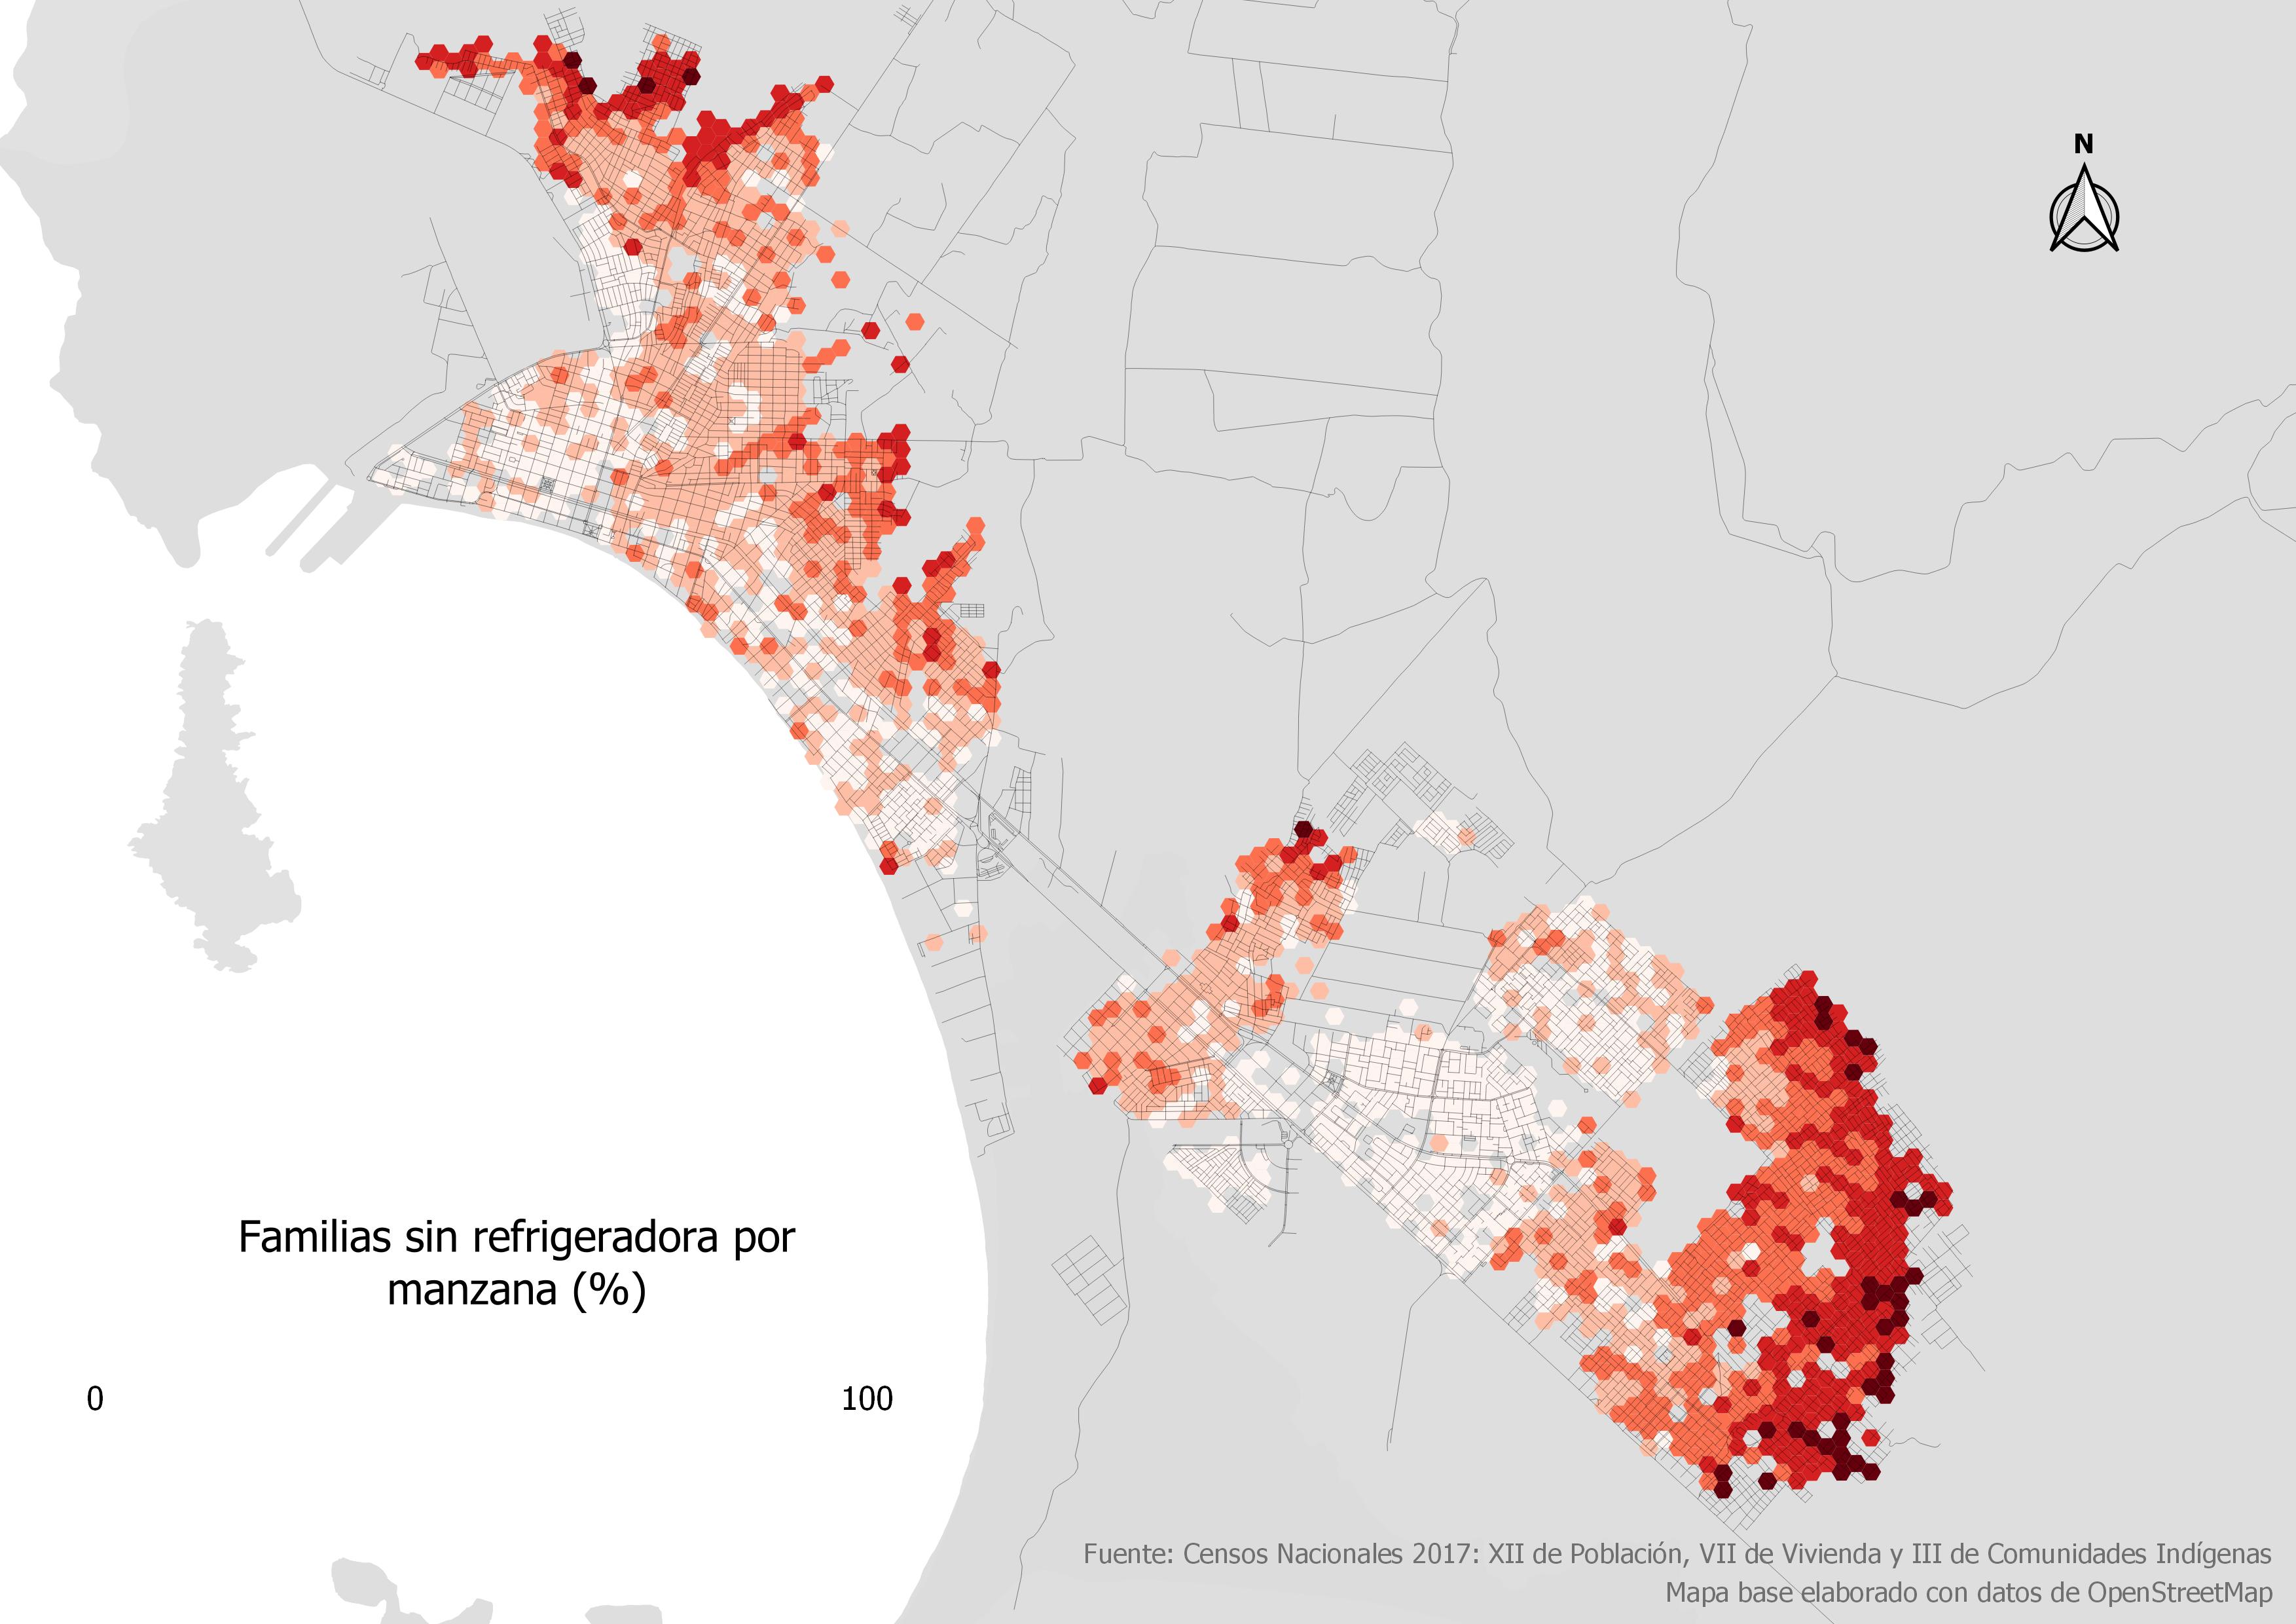 N
Familias sin refrigeradora por
manzana (%)
0 100
Fuente: Censos Nacionales 2017: XII de Población, VII de Vivienda y III de Comunidades Indígenas
Mapa base elaborado con datos de OpenStreetMap